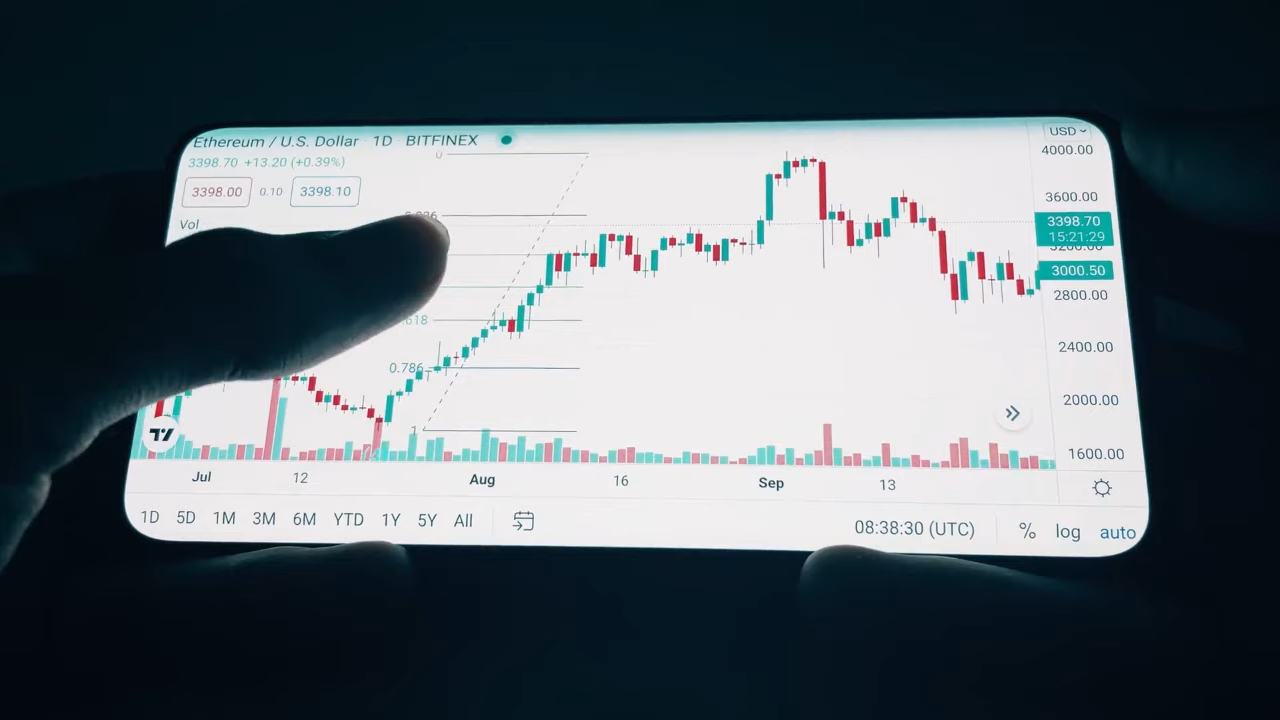 Ethereum / U.S. Dollar · 1D · BITFINEX
USD
3398.70 +13.20 (+0.39%)
3398.00 0.10 3398.10
Vol
0
0.786
1
4000.00
3600.00
3398.70
15:21:29
3200.00
3000.50
2800.00
2400.00
2000.00
1600.00
Jul 12 Aug 16 Sep 13
1D 5D 1M 3M 6M YTD 1Y 5Y All
08:38:30 (UTC) % log auto